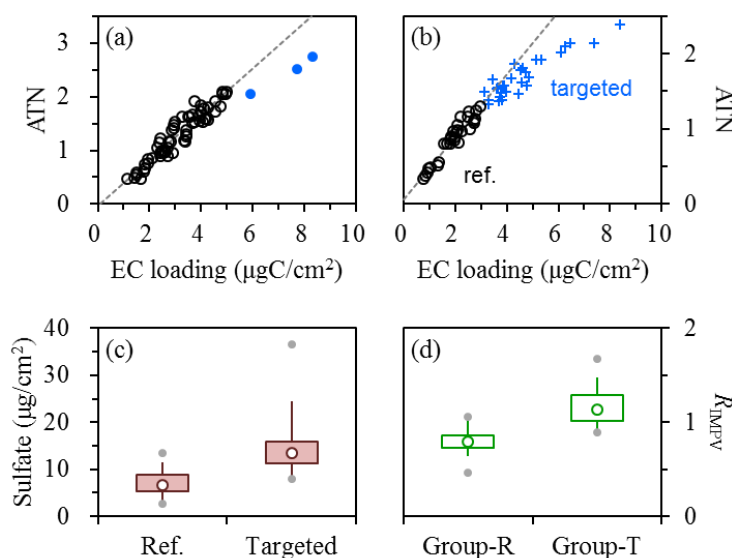 (a)
3
2
1
0
ATN
0 2 4 6 8 10
EC loading (μgC/cm²)
(b)
targeted
ref.
2
1
0
ATN
0 2 4 6 8 10
EC loading (μgC/cm²)
(c)
40
30
20
10
0
Sulfate (μg/cm²)
Ref. Targeted
(d)
2
1
0
R_IMPV
Group-R Group-T